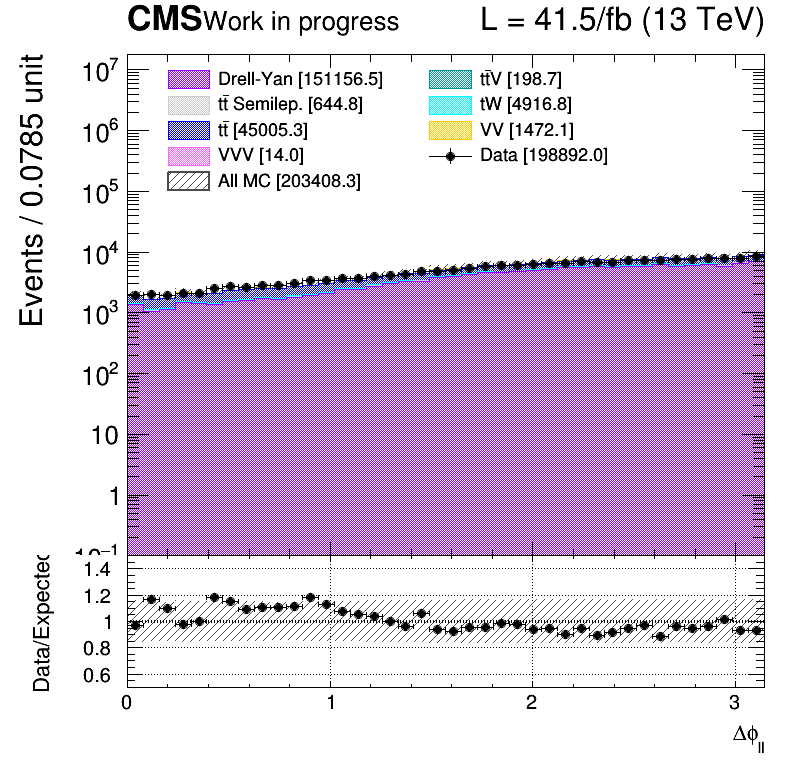 CMS Work in progress L = 41.5/fb (13 TeV)
Events / 0.0785 unit
10⁷
10⁶
10⁵
10⁴
10³
10²
10
1
10⁻¹
Drell-Yan [151156.5]
tt̄ Semilep. [644.8]
tt̄ [45005.3]
VVV [14.0]
All MC [203408.3]
tt̄V [198.7]
tW [4916.8]
VV [1472.1]
Data [198892.0]
Data/Expected
1.4
1.2
1
0.8
0.6
0 1 2 3
Δϕ_ll